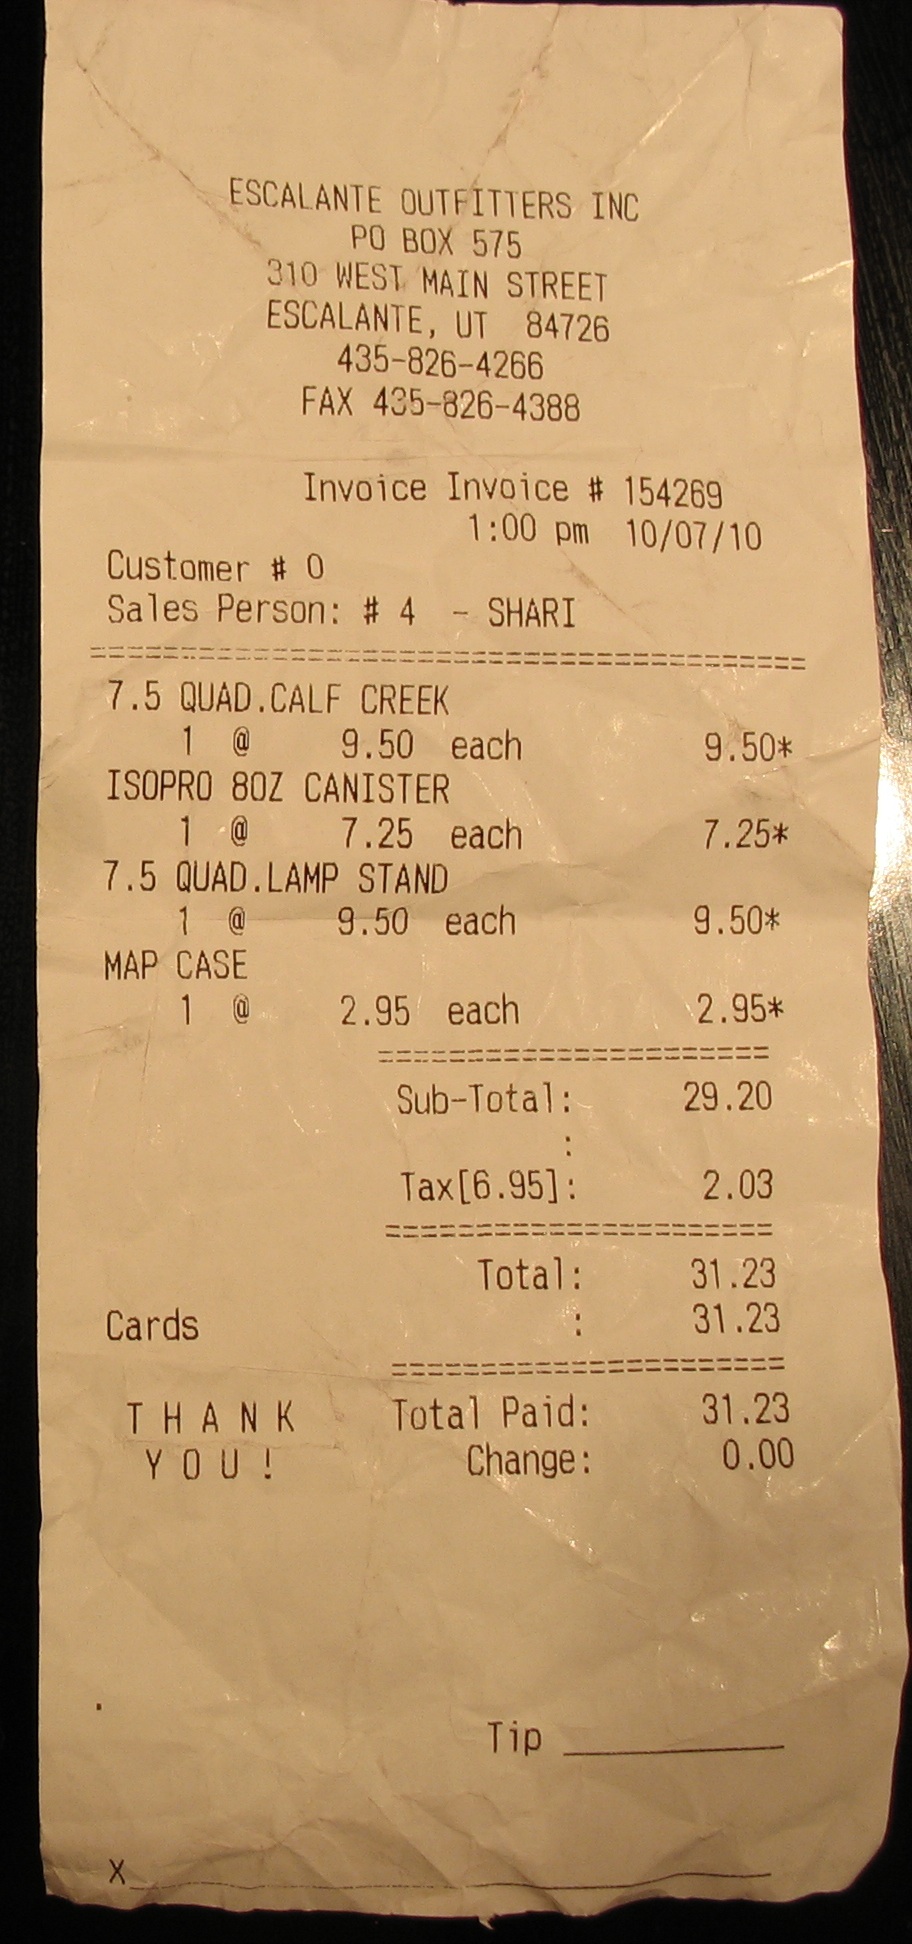 ESCALANTE OUTFITTERS INC
PO BOX 575
310 WEST MAIN STREET
ESCALANTE, UT 84726
435-826-4266
FAX 435-826-4388
Invoice Invoice # 154269
1:00 pm 10/07/10
Customer # 0
Sales Person: # 4 - SHARI
7.5 QUAD.CALF CREEK
1 @ 9.50 each 9.50*
ISOPRO 8OZ CANISTER
1 @ 7.25 each 7.25*
7.5 QUAD.LAMP STAND
1 @ 9.50 each 9.50*
MAP CASE
1 @ 2.95 each 2.95*
Sub-Total: 29.20
:
Tax[6.95]: 2.03
Total: 31.23
Cards : 31.23
THANK Total Paid: 31.23
YOU! Change: 0.00
Tip
X